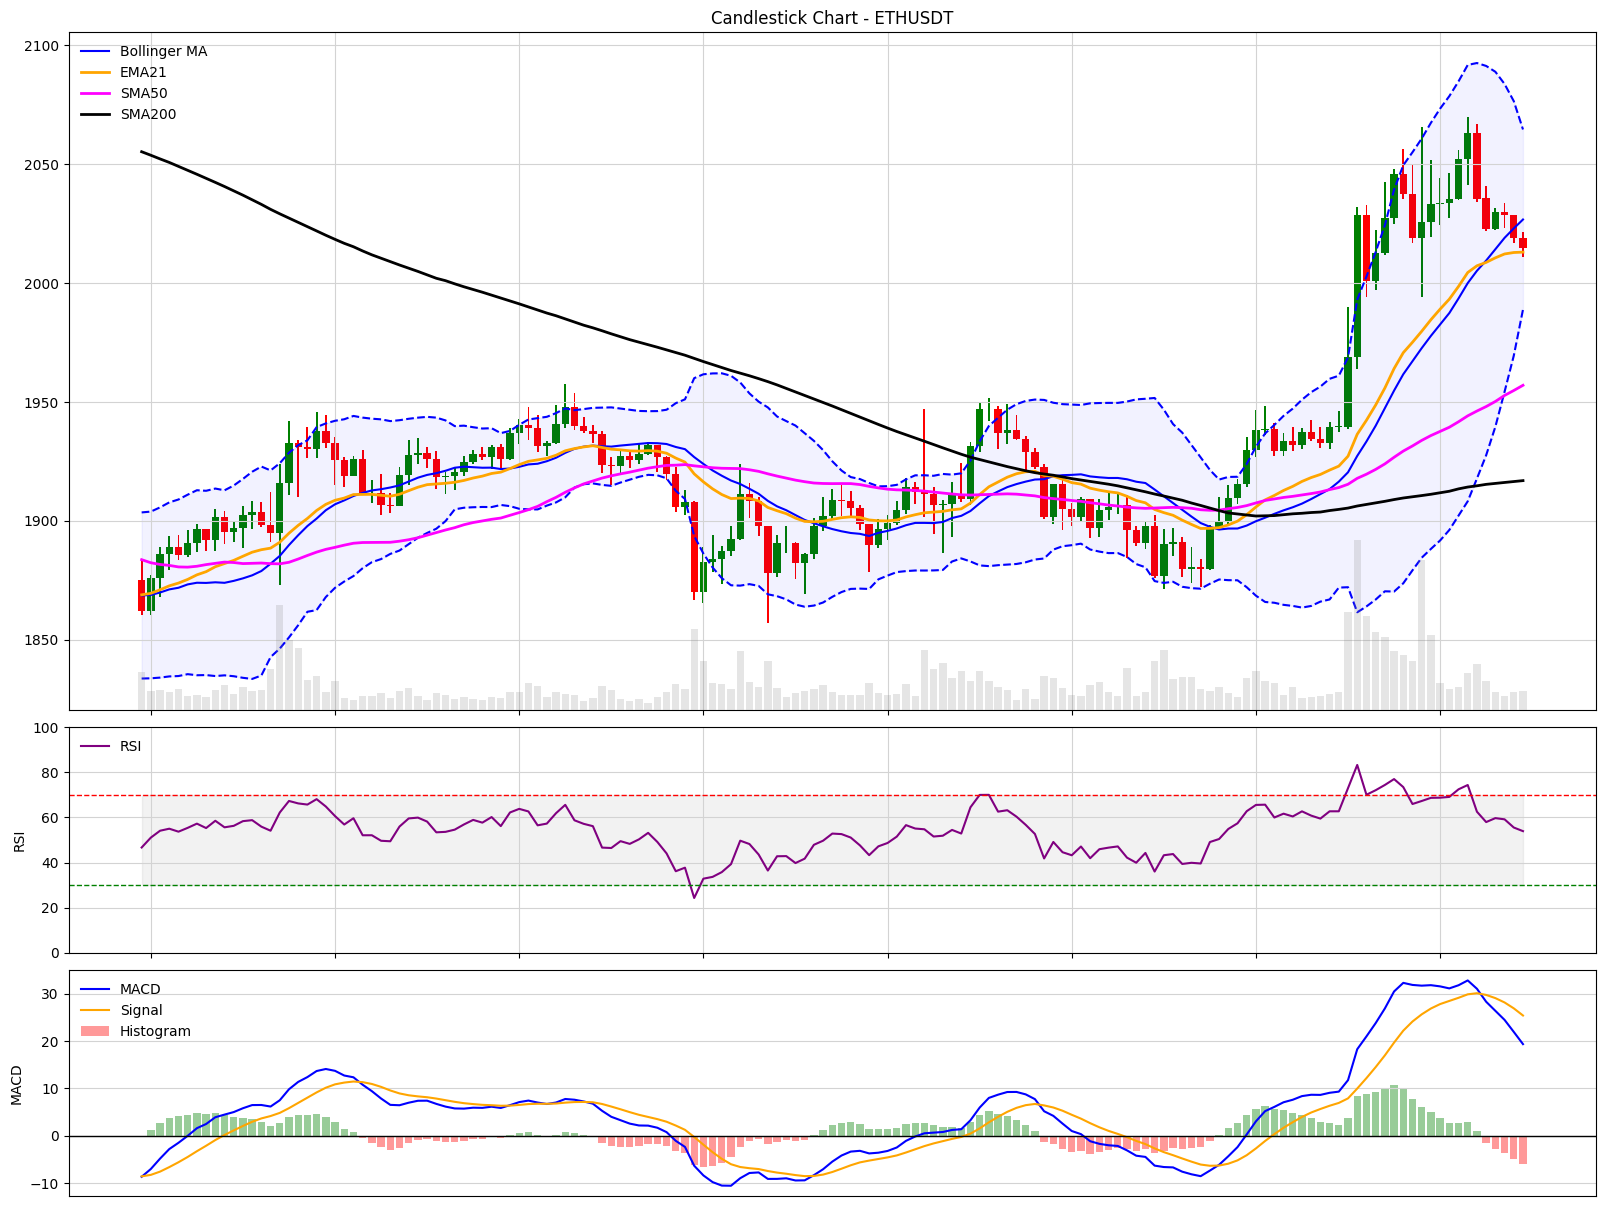 Candlestick Chart - ETHUSDT
Bollinger MA
EMA21
SMA50
SMA200
2100
2050
2000
1950
1900
1850
RSI
RSI
100
80
60
40
20
0
MACD
Signal
Histogram
MACD
30
20
10
0
−10